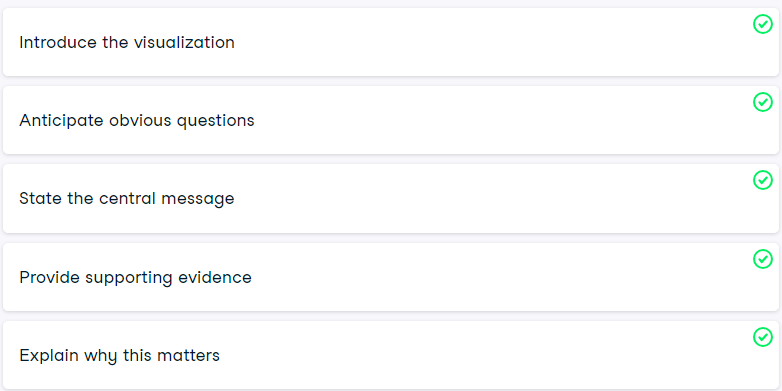 Introduce the visualization
Anticipate obvious questions
State the central message
Provide supporting evidence
Explain why this matters